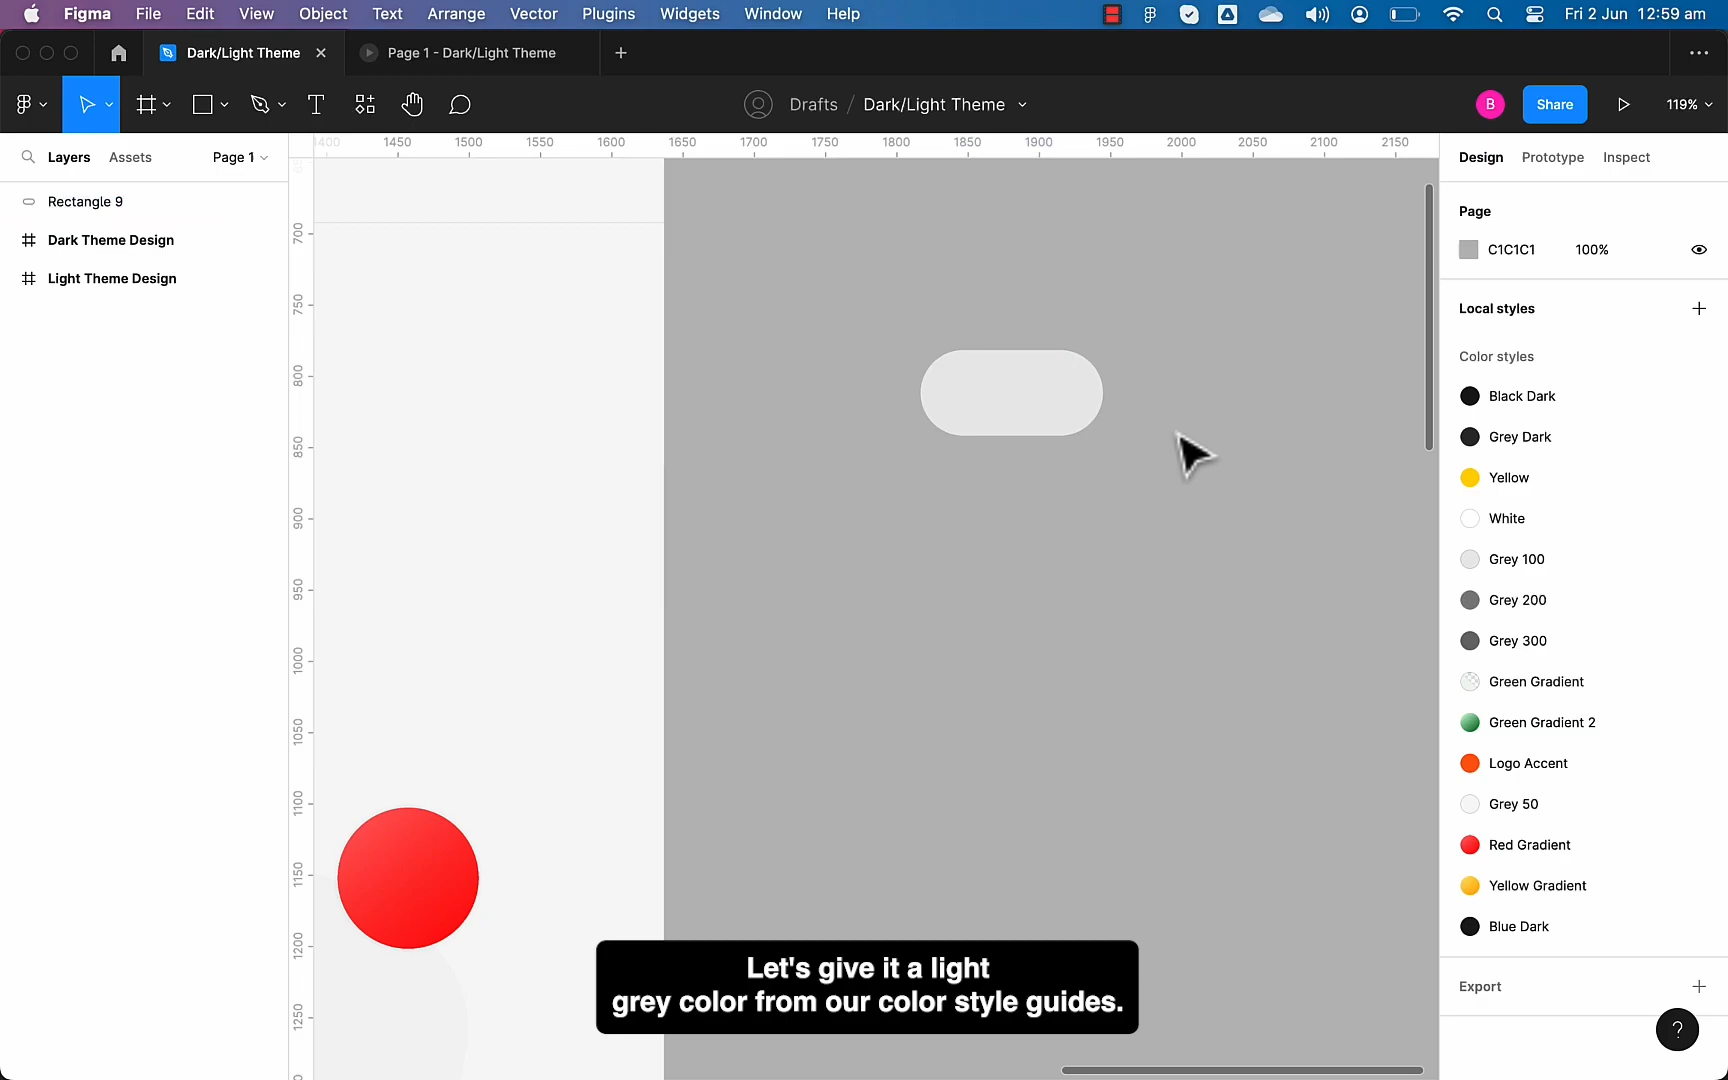 Figma File Edit View Object Text Arrange Vector Plugins Widgets Window Help Fri 2 Jun 12:59 am
Dark/Light Theme Page 1 - Dark/Light Theme
Drafts / Dark/Light Theme B Share 119%
Layers Assets Page 1
1400 1450 1500 1550 1600 1650 1700 1750 1800 1850 1900 1950 2000 2050 2100 2150
Design Prototype Inspect
Rectangle 9
Dark Theme Design
Light Theme Design
700
750
800
850
900
950
1000
1050
1100
1150
1200
1250
Page
C1C1C1 100%
Local styles
Color styles
Black Dark
Grey Dark
Yellow
White
Grey 100
Grey 200
Grey 300
Green Gradient
Green Gradient 2
Logo Accent
Grey 50
Red Gradient
Yellow Gradient
Blue Dark
Export
?
Let's give it a light
grey color from our color style guides.